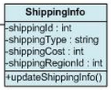 ShippingInfo
-shippingId : int
-shippingType : string
-shippingCost : int
-shippingRegionId : int
+updateShippingInfo()